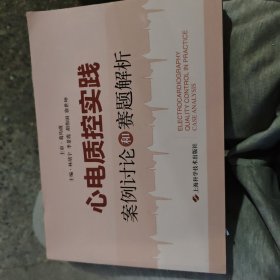 心电质控实践
案例讨论和赛题解析
ELECTROCARDIOGRAPHY
QUALITY CONTROL IN PRACTICE
CASE ANALYSIS
上海科学技术出版社